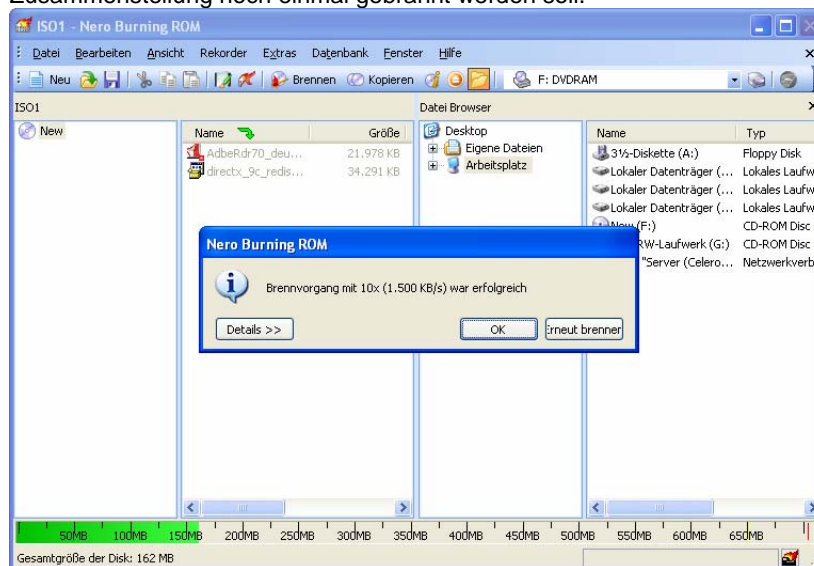 Zusammenstellung noch einmal gebrannt werden soll.
ISO1 - Nero Burning ROM
Datei Bearbeiten Ansicht Rekorder Extras Datenbank Fenster Hilfe
Neu Brennen Kopieren F: DVDRAM
ISO1 Datei Browser
New
Name Größe
AdbeRdr70_deu... 21.978 KB
directx_9c_redis... 34.291 KB
Desktop
Eigene Dateien
Arbeitsplatz
Name Typ
3½-Diskette (A:) Floppy Disk
Lokaler Datenträger (... Lokales Laufw
Lokaler Datenträger (... Lokales Laufw
Lokaler Datenträger (... Lokales Laufw
New (F:) CD-ROM Disc
RW-Laufwerk (G:) CD-ROM Disc
"Server (Celero... Netzwerkverb
Nero Burning ROM
Brennvorgang mit 10x (1.500 KB/s) war erfolgreich
Details >> OK Erneut brenner
50MB 100MB 150MB 200MB 250MB 300MB 350MB 400MB 450MB 500MB 550MB 600MB 650MB
Gesamtgröße der Disk: 162 MB